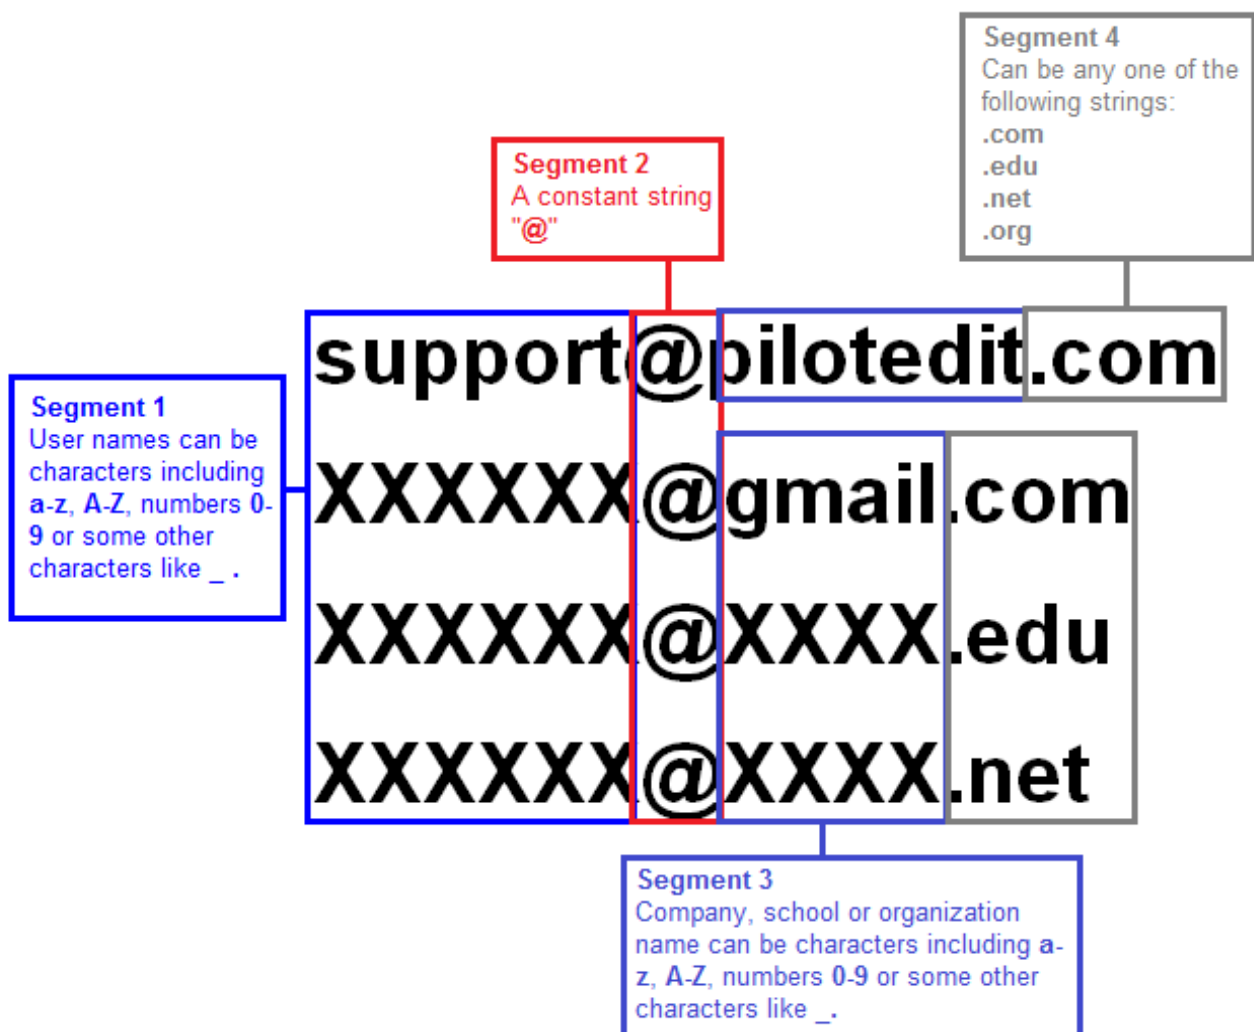 Segment 4
Can be any one of the
following strings:
.com
.edu
.net
.org
Segment 2
A constant string
"@"
support@pilotedit.com
Segment 1
User names can be
characters including
a-z, A-Z, numbers 0-
9 or some other
characters like _ .
XXXXXX@gmail.com
XXXXXX@XXXX.edu
XXXXXX@XXXX.net
Segment 3
Company, school or organization
name can be characters including a-
z, A-Z, numbers 0-9 or some other
characters like _.